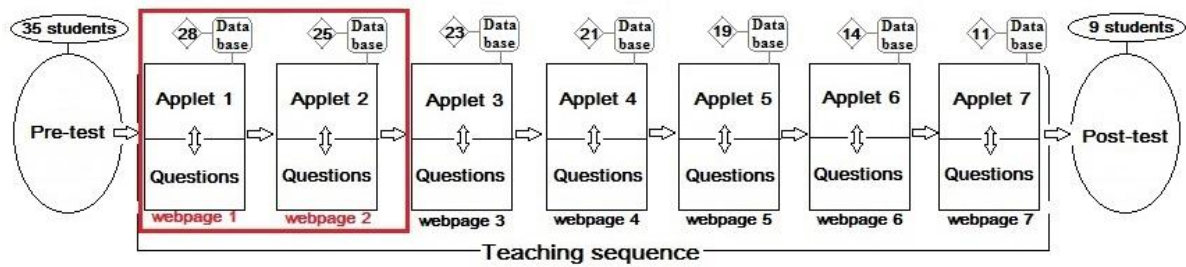 35 students
Pre-test
28
Data
base
Applet 1
Questions
webpage 1
25
Data
base
Applet 2
Questions
webpage 2
23
Data
base
Applet 3
Questions
webpage 3
21
Data
base
Applet 4
Questions
webpage 4
19
Data
base
Applet 5
Questions
webpage 5
14
Data
base
Applet 6
Questions
webpage 6
11
Data
base
Applet 7
Questions
webpage 7
9 students
Post-test
Teaching sequence